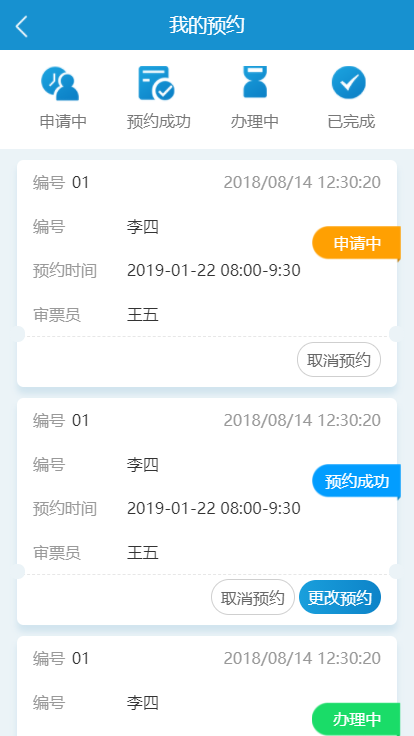 我的预约
申请中 预约成功 办理中 已完成
编号 01 2018/08/14 12:30:20
编号 李四
申请中
预约时间 2019-01-22 08:00-9:30
审票员 王五
取消预约
编号 01 2018/08/14 12:30:20
编号 李四
预约成功
预约时间 2019-01-22 08:00-9:30
审票员 王五
取消预约 更改预约
编号 01 2018/08/14 12:30:20
编号 李四
办理中